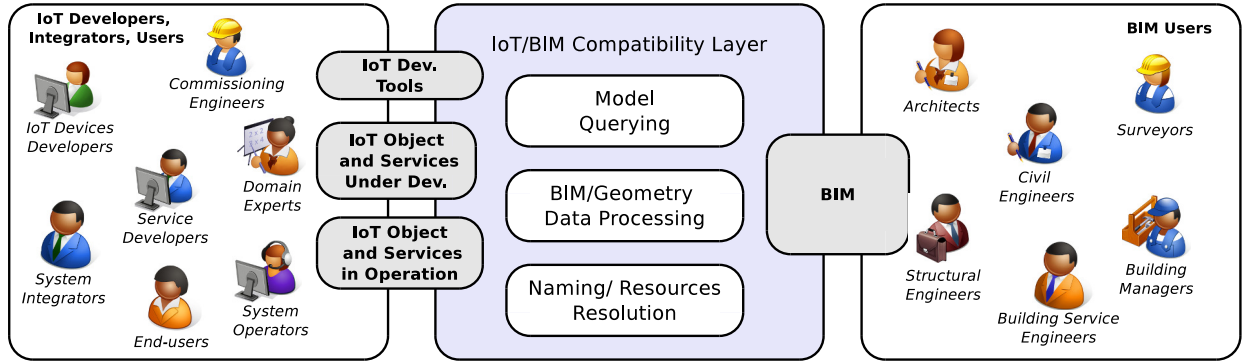 IoT Developers,
Integrators, Users
Commissioning
Engineers
IoT Devices
Developers
Domain
Experts
Service
Developers
System
Integrators
System
Operators
End-users
IoT Dev.
Tools
IoT Object
and Services
Under Dev.
IoT Object
and Services
in Operation
IoT/BIM Compatibility Layer
Model
Querying
BIM/Geometry
Data Processing
Naming/ Resources
Resolution
BIM
BIM Users
Architects
Surveyors
Civil
Engineers
Structural
Engineers
Building
Managers
Building Service
Engineers